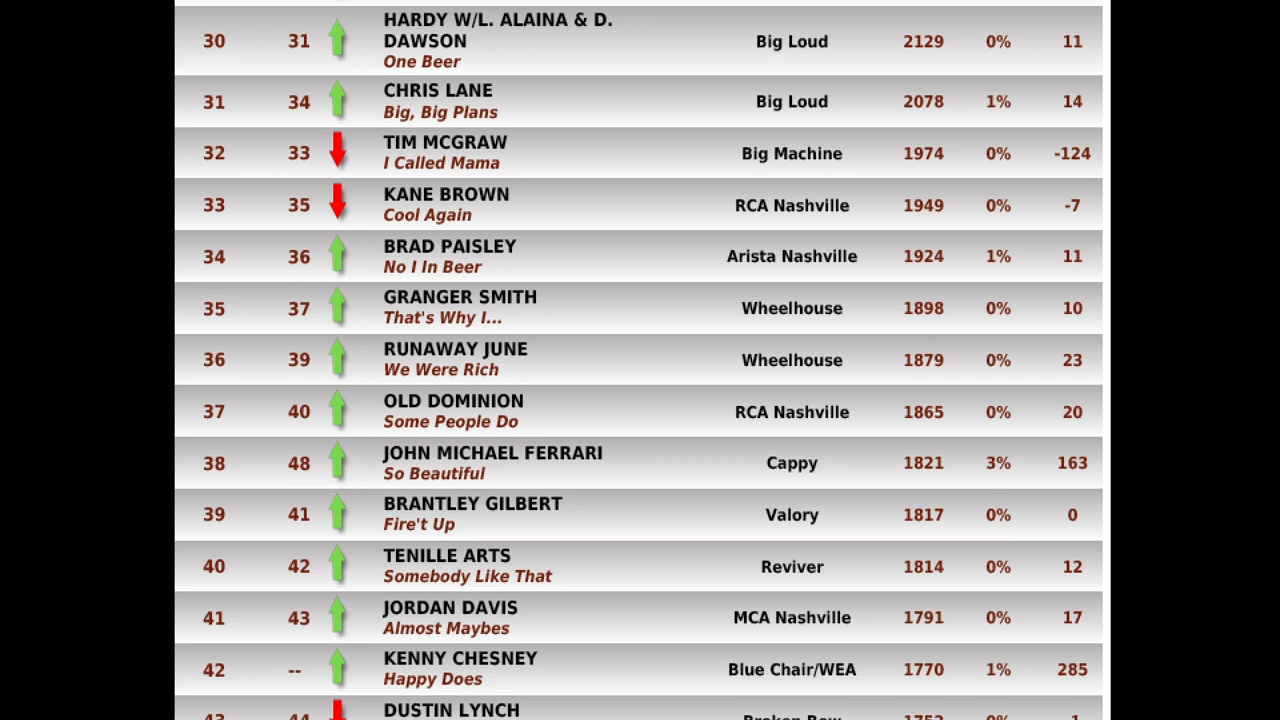 30 31 HARDY W/L. ALAINA & D. DAWSON Big Loud 2129 0% 11
One Beer
31 34 CHRIS LANE Big Loud 2078 1% 14
Big, Big Plans
32 33 TIM MCGRAW Big Machine 1974 0% -124
I Called Mama
33 35 KANE BROWN RCA Nashville 1949 0% -7
Cool Again
34 36 BRAD PAISLEY Arista Nashville 1924 1% 11
No I In Beer
35 37 GRANGER SMITH Wheelhouse 1898 0% 10
That's Why I...
36 39 RUNAWAY JUNE Wheelhouse 1879 0% 23
We Were Rich
37 40 OLD DOMINION RCA Nashville 1865 0% 20
Some People Do
38 48 JOHN MICHAEL FERRARI Cappy 1821 3% 163
So Beautiful
39 41 BRANTLEY GILBERT Valory 1817 0% 0
Fire't Up
40 42 TENILLE ARTS Reviver 1814 0% 12
Somebody Like That
41 43 JORDAN DAVIS MCA Nashville 1791 0% 17
Almost Maybes
42 -- KENNY CHESNEY Blue Chair/WEA 1770 1% 285
Happy Does
43 44 DUSTIN LYNCH Broken Bow 1752 0%